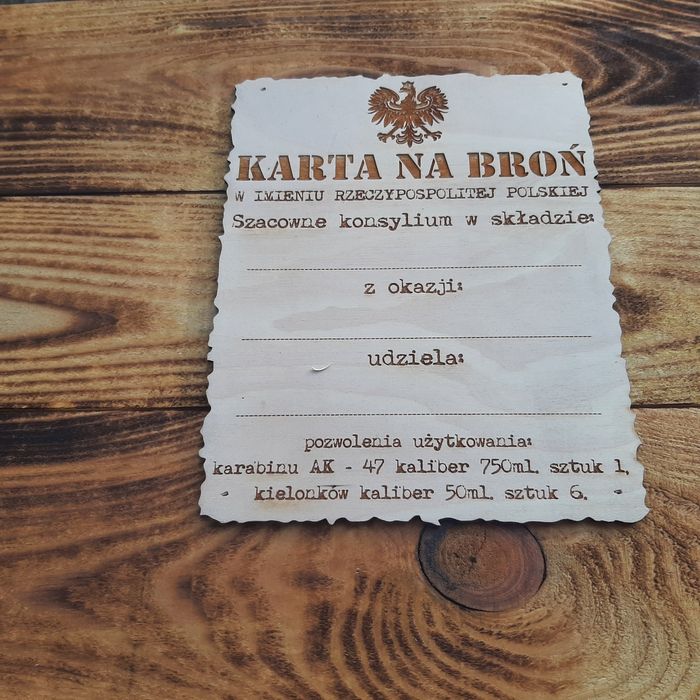 KARTA NA BROŃ
W IMIENIU RZECZYPOSPOLITEJ POLSKIEJ
Szacowne konsylium w składzie:
z okazji:
udziela:
pozwolenia użytkowania:
karabinu AK - 47 kaliber 750ml. sztuk 1,
kielonków kaliber 50ml. sztuk 6.